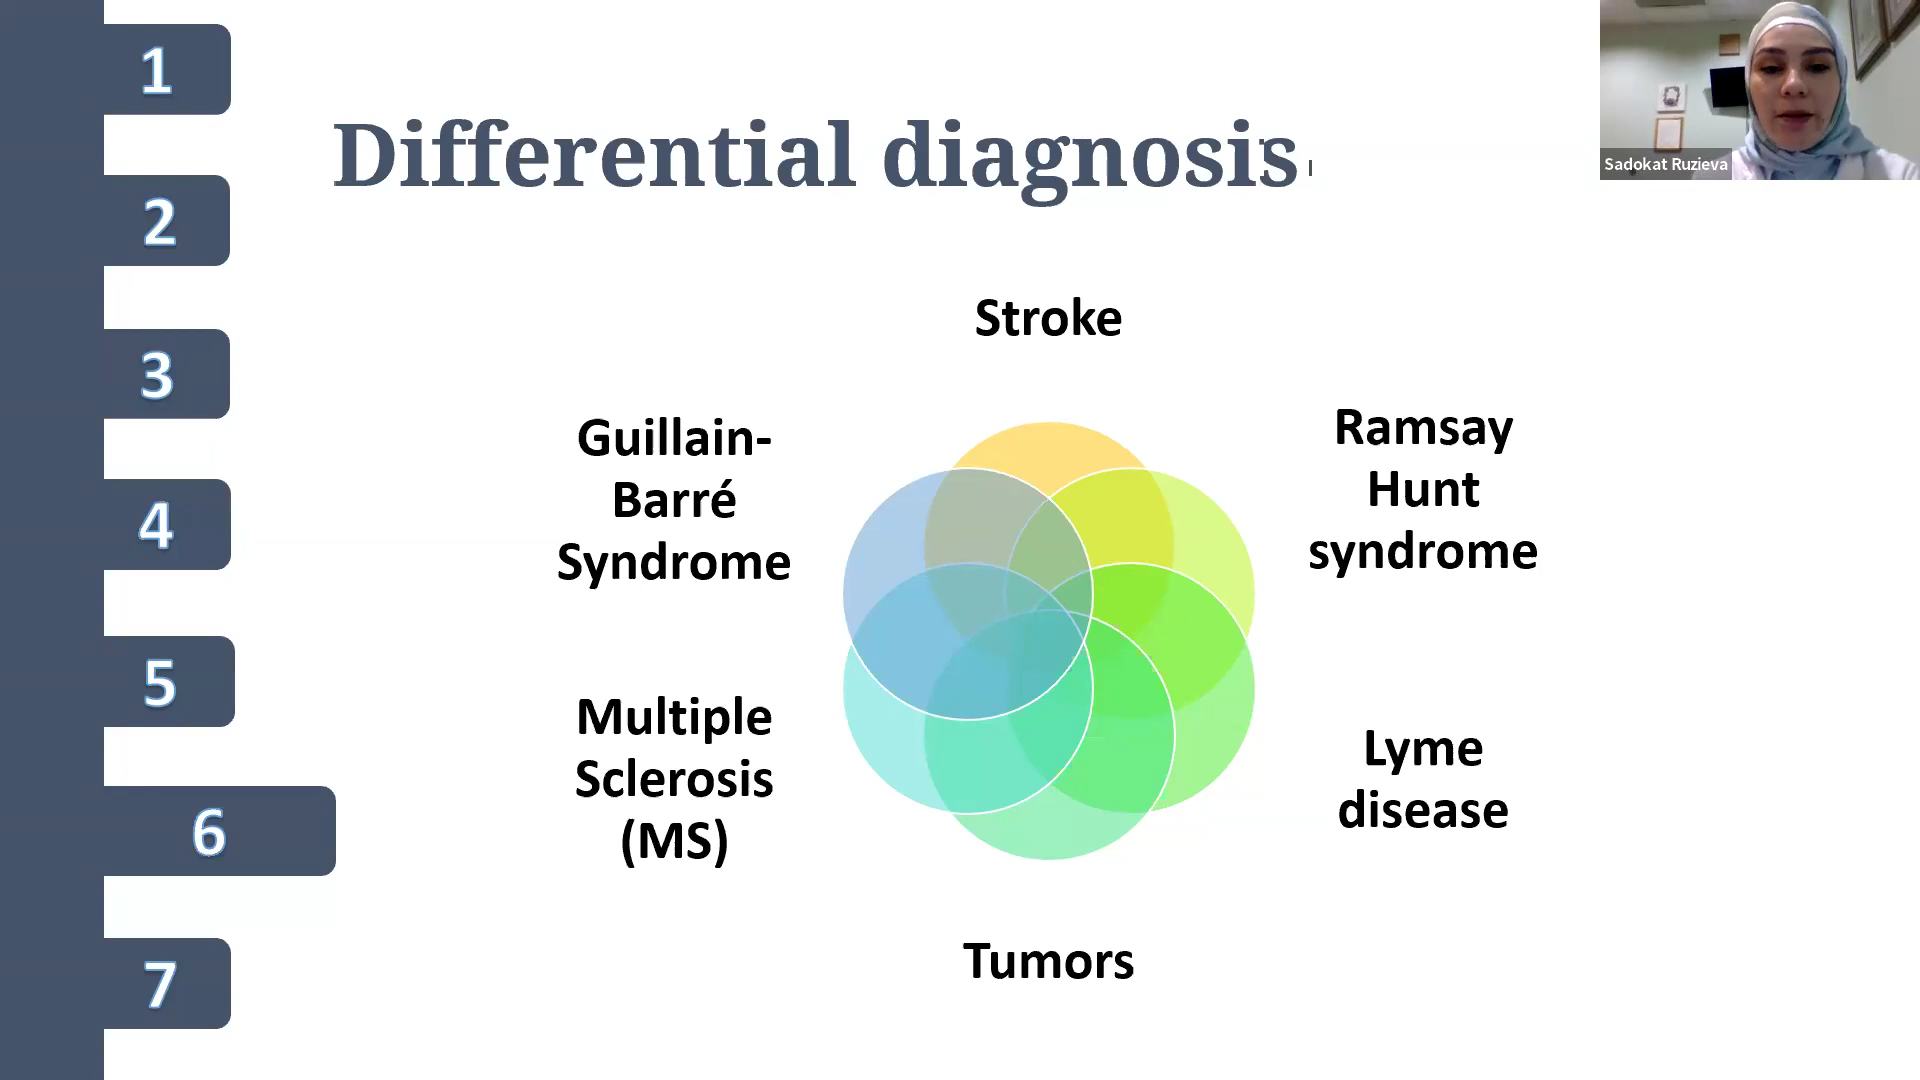 1
2
3
4
5
6
7
Differential diagnosis
Sadokat Ruzieva
Stroke
Ramsay
Hunt
syndrome
Lyme
disease
Tumors
Multiple
Sclerosis
(MS)
Guillain-
Barré
Syndrome